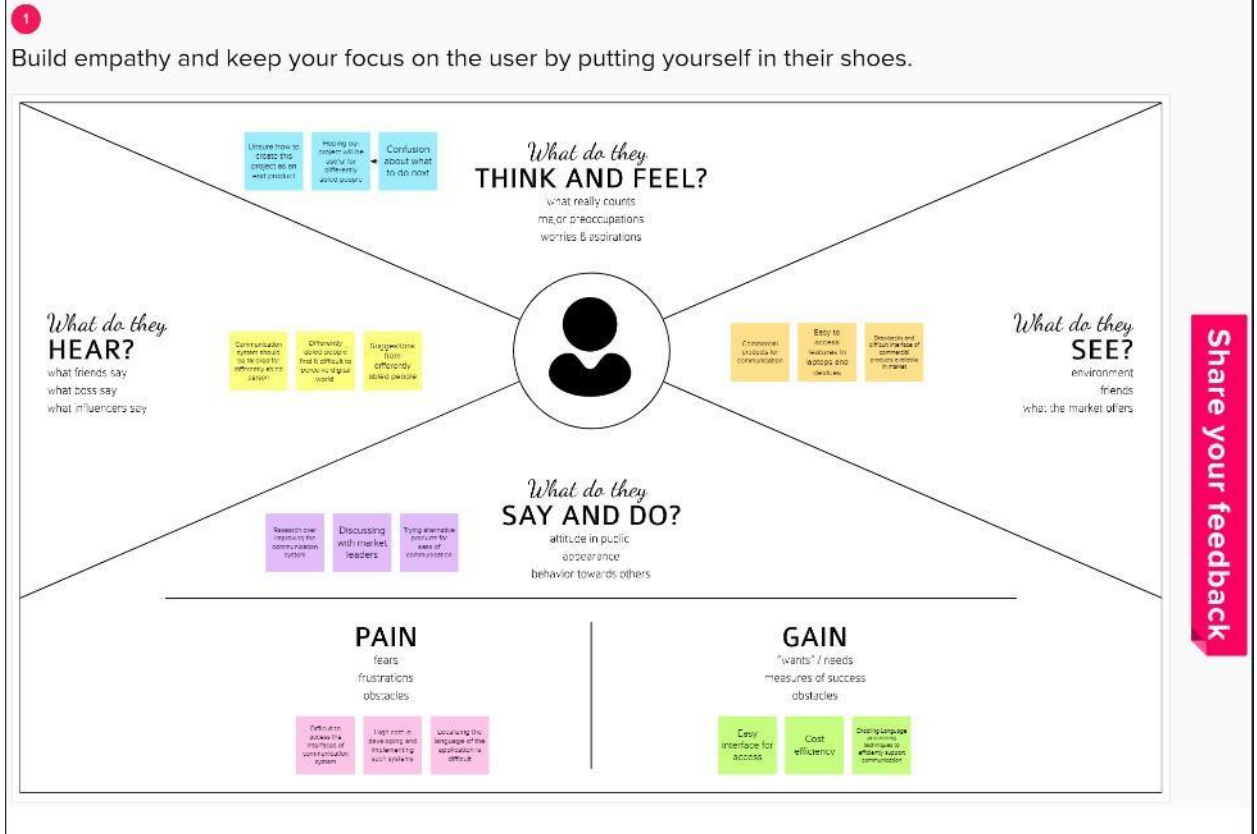 1
Build empathy and keep your focus on the user by putting yourself in their shoes.
Unsure how to
create this
project as an
end product
Hoping our
project will be
useful for
differently
abled people
Confusion
about what
to do next
What do they
THINK AND FEEL?
what really counts
major preoccupations
worries & aspirations
What do they
HEAR?
what friends say
what boss say
what influencers say
Communication
system should
be tailored for
differently abled
person
Differently
abled people
find it difficult to
perceive digital
world
Suggestions
from
differently
abled people
Commercial
products for
communication
Easy to
access
features in
laptops and
devices
Drawbacks and
difficult interface of
commercial
products available
in market
What do they
SEE?
environment
friends
what the market offers
Share your feedback
What do they
SAY AND DO?
attitude in public
appearance
behavior towards others
Research over
improving the
communication
system
Discussing
with market
leaders
Trying alternative
products for
ease of
communication
PAIN
fears
frustrations
obstacles
Difficult to
access the
interfaces of
communication
system
High cost in
developing and
implementing
such systems
Localizing the
language of the
application is
difficult
GAIN
"wants" / needs
measures of success
obstacles
Easy
interface for
access
Cost
efficiency
Enabling Language
processing
techniques to
efficiently support
communication